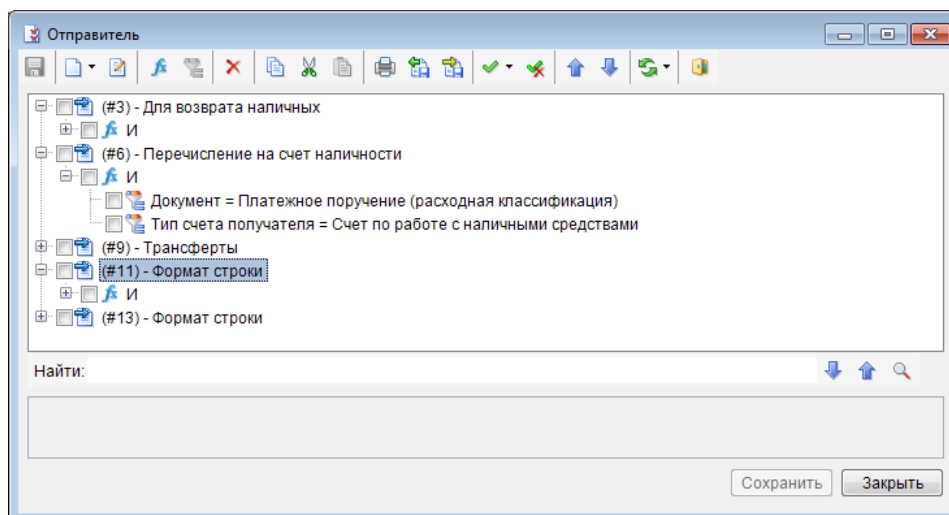 Отправитель
(#3) - Для возврата наличных
И
(#6) - Перечисление на счет наличности
И
Документ = Платежное поручение (расходная классификация)
Тип счета получателя = Счет по работе с наличными средствами
(#9) - Трансферты
(#11) - Формат строки
И
(#13) - Формат строки
Найти:
Сохранить Закрыть